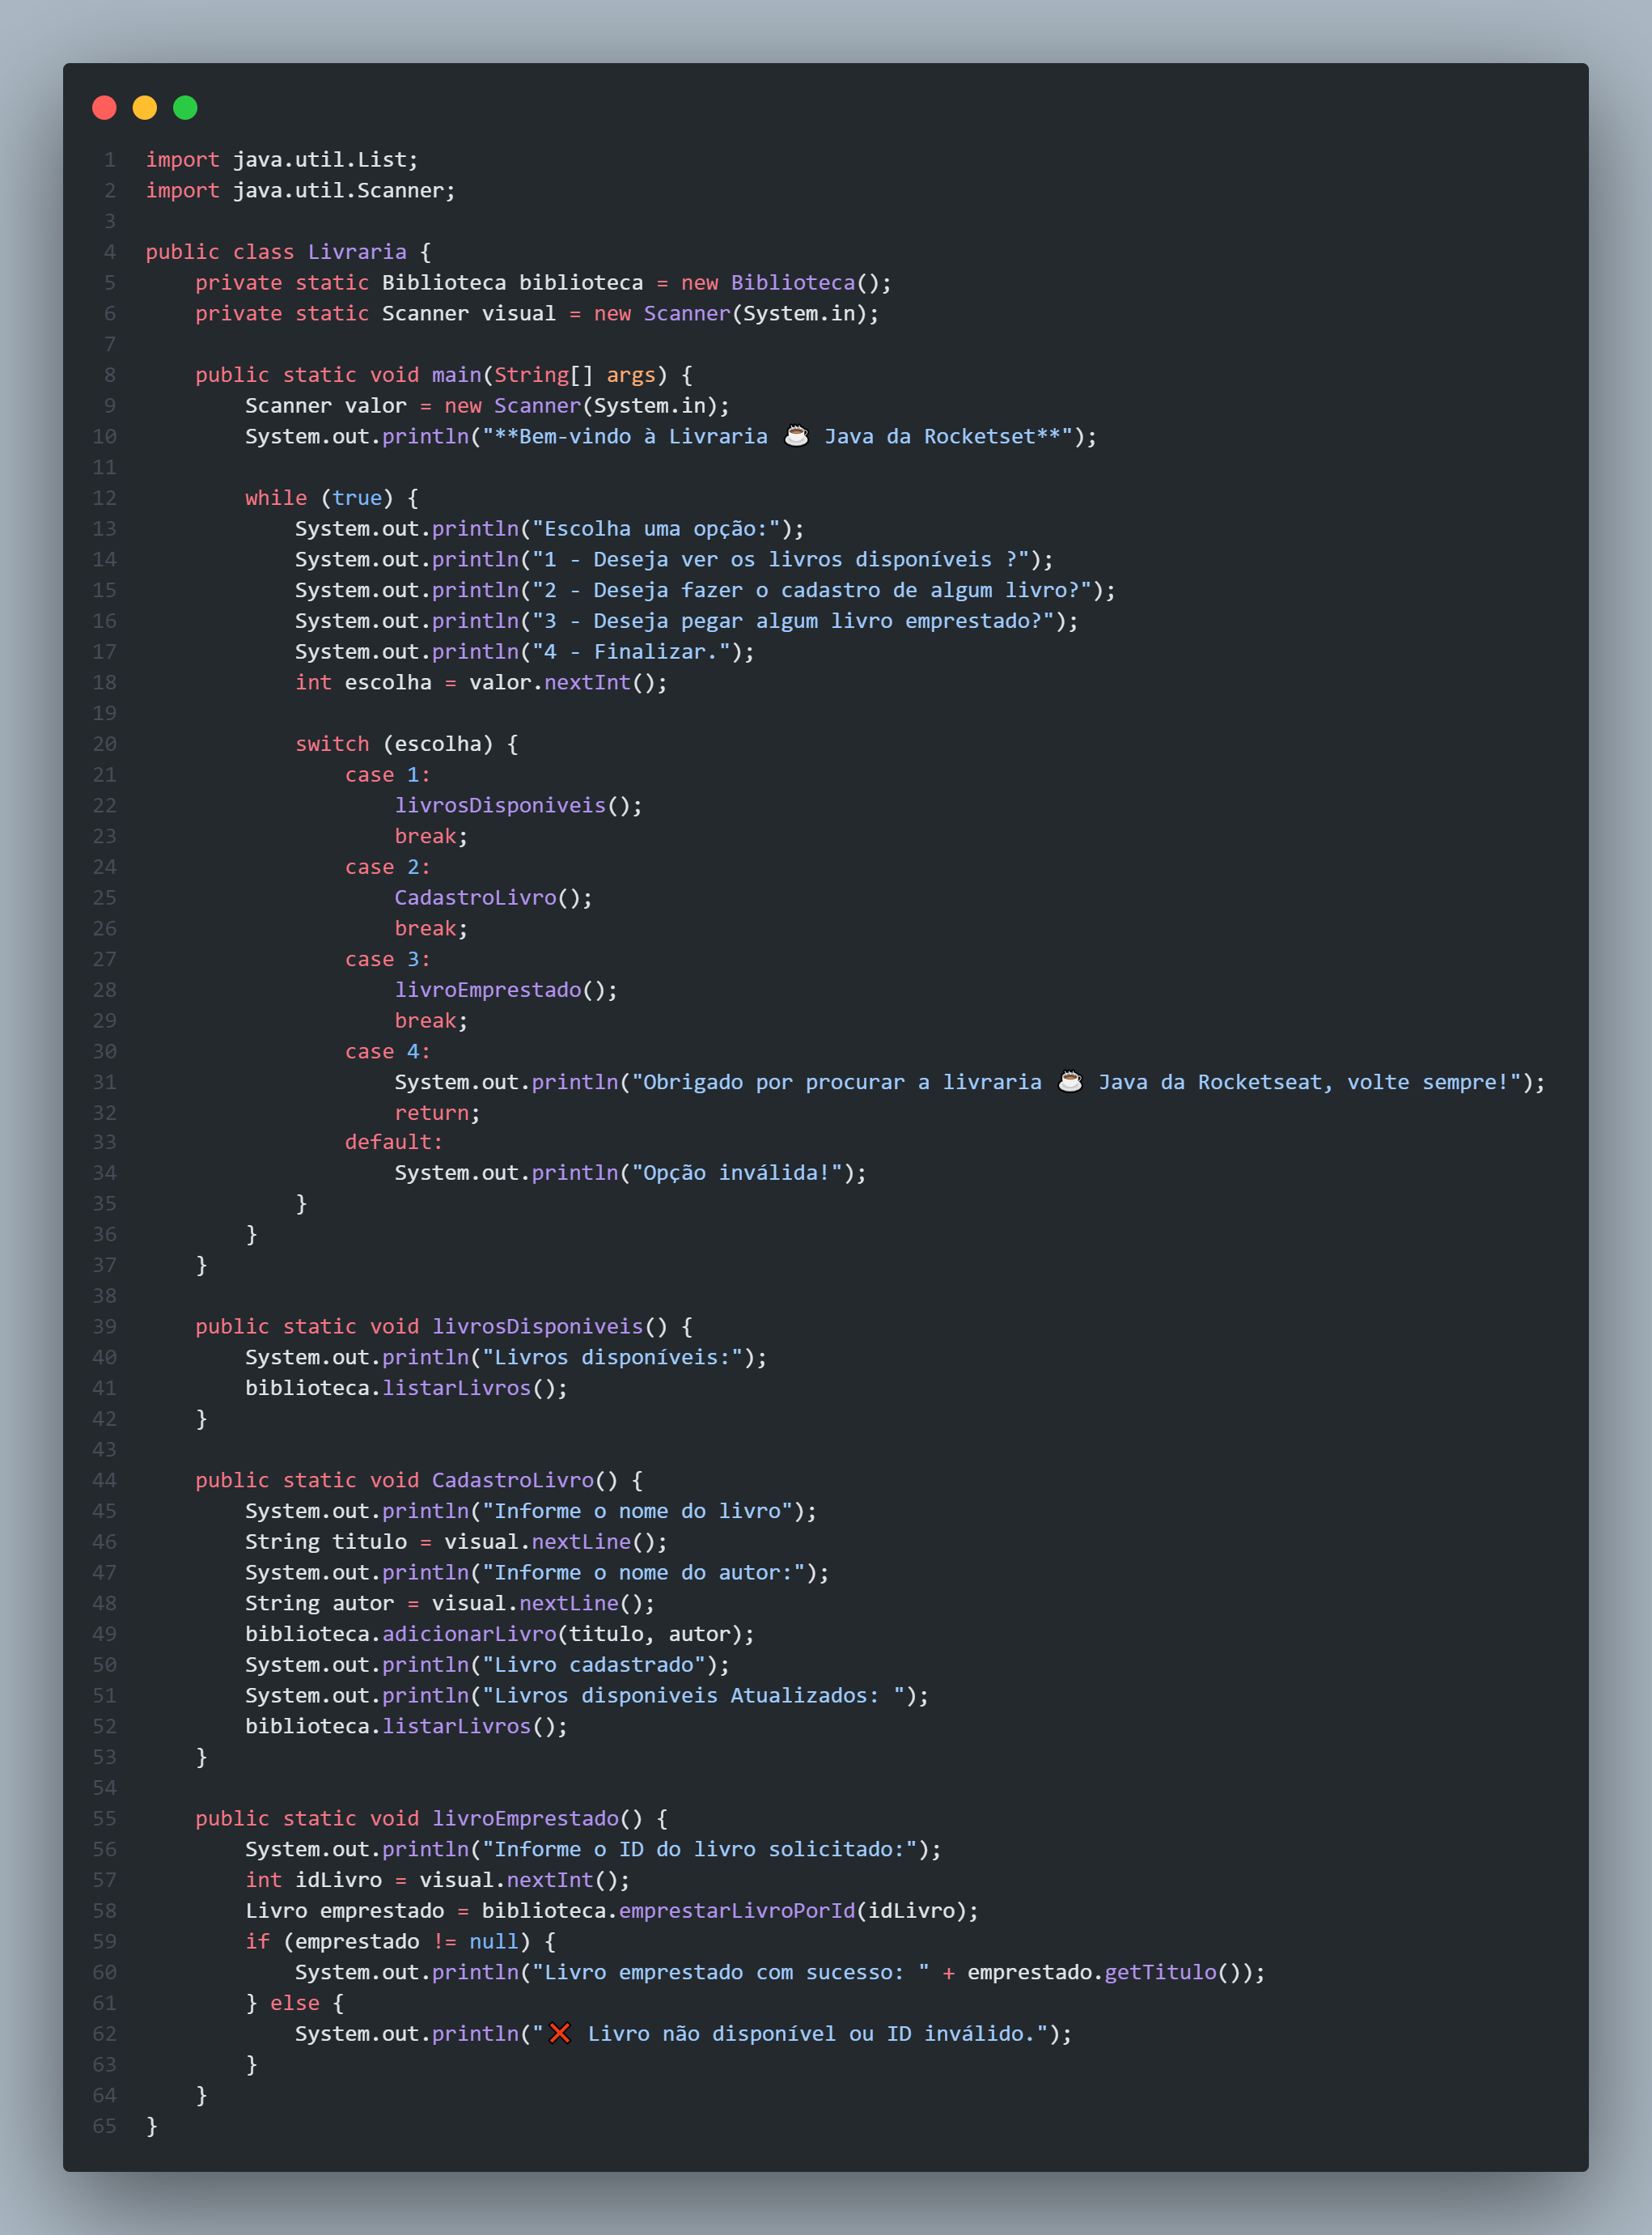 1 import java.util.List;
2 import java.util.Scanner;
3
4 public class Livraria {
5     private static Biblioteca biblioteca = new Biblioteca();
6     private static Scanner visual = new Scanner(System.in);
7
8     public static void main(String[] args) {
9         Scanner valor = new Scanner(System.in);
10         System.out.println("**Bem-vindo à Livraria ☕ Java da Rocketset**");
11
12         while (true) {
13             System.out.println("Escolha uma opção:");
14             System.out.println("1 - Deseja ver os livros disponíveis ?");
15             System.out.println("2 - Deseja fazer o cadastro de algum livro?");
16             System.out.println("3 - Deseja pegar algum livro emprestado?");
17             System.out.println("4 - Finalizar.");
18             int escolha = valor.nextInt();
19
20             switch (escolha) {
21                 case 1:
22                     livrosDisponiveis();
23                     break;
24                 case 2:
25                     CadastroLivro();
26                     break;
27                 case 3:
28                     livroEmprestado();
29                     break;
30                 case 4:
31                     System.out.println("Obrigado por procurar a livraria ☕ Java da Rocketseat, volte sempre!");
32                     return;
33                 default:
34                     System.out.println("Opção inválida!");
35             }
36         }
37     }
38
39     public static void livrosDisponiveis() {
40         System.out.println("Livros disponíveis:");
41         biblioteca.listarLivros();
42     }
43
44     public static void CadastroLivro() {
45         System.out.println("Informe o nome do livro");
46         String titulo = visual.nextLine();
47         System.out.println("Informe o nome do autor:");
48         String autor = visual.nextLine();
49         biblioteca.adicionarLivro(titulo, autor);
50         System.out.println("Livro cadastrado");
51         System.out.println("Livros disponiveis Atualizados: ");
52         biblioteca.listarLivros();
53     }
54
55     public static void livroEmprestado() {
56         System.out.println("Informe o ID do livro solicitado:");
57         int idLivro = visual.nextInt();
58         Livro emprestado = biblioteca.emprestarLivroPorId(idLivro);
59         if (emprestado != null) {
60             System.out.println("Livro emprestado com sucesso: " + emprestado.getTitulo());
61         } else {
62             System.out.println("❌ Livro não disponível ou ID inválido.");
63         }
64     }
65 }